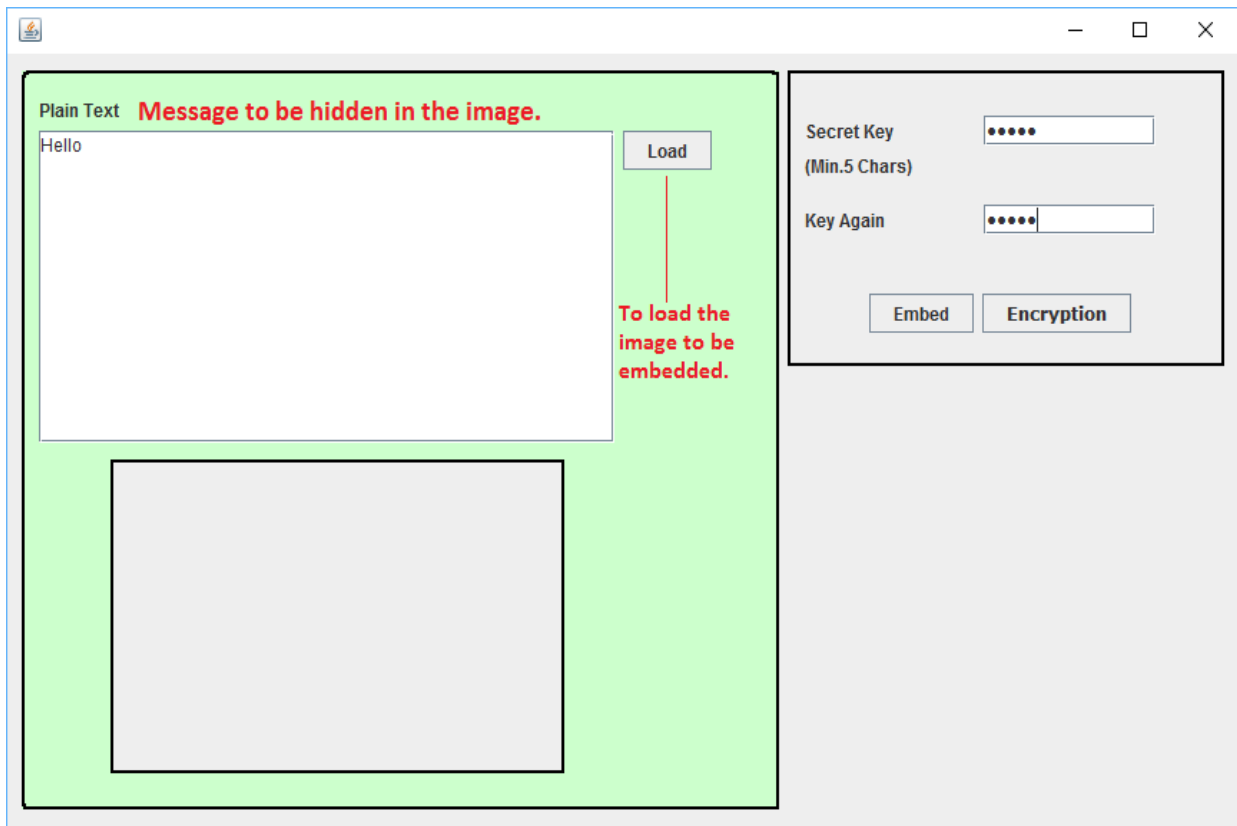 Plain Text Message to be hidden in the image.
Hello
Load
To load the
image to be
embedded.
Secret Key •••••
(Min.5 Chars)
Key Again •••••
Embed Encryption